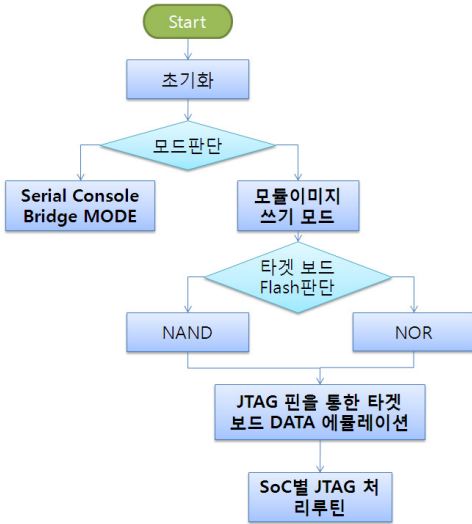 Start
초기화
모드판단
Serial Console
Bridge MODE
모듈이미지
쓰기 모드
타겟 보드
Flash판단
NAND
NOR
JTAG 핀을 통한 타겟
보드 DATA 에뮬레이션
SoC별 JTAG 처
리루틴